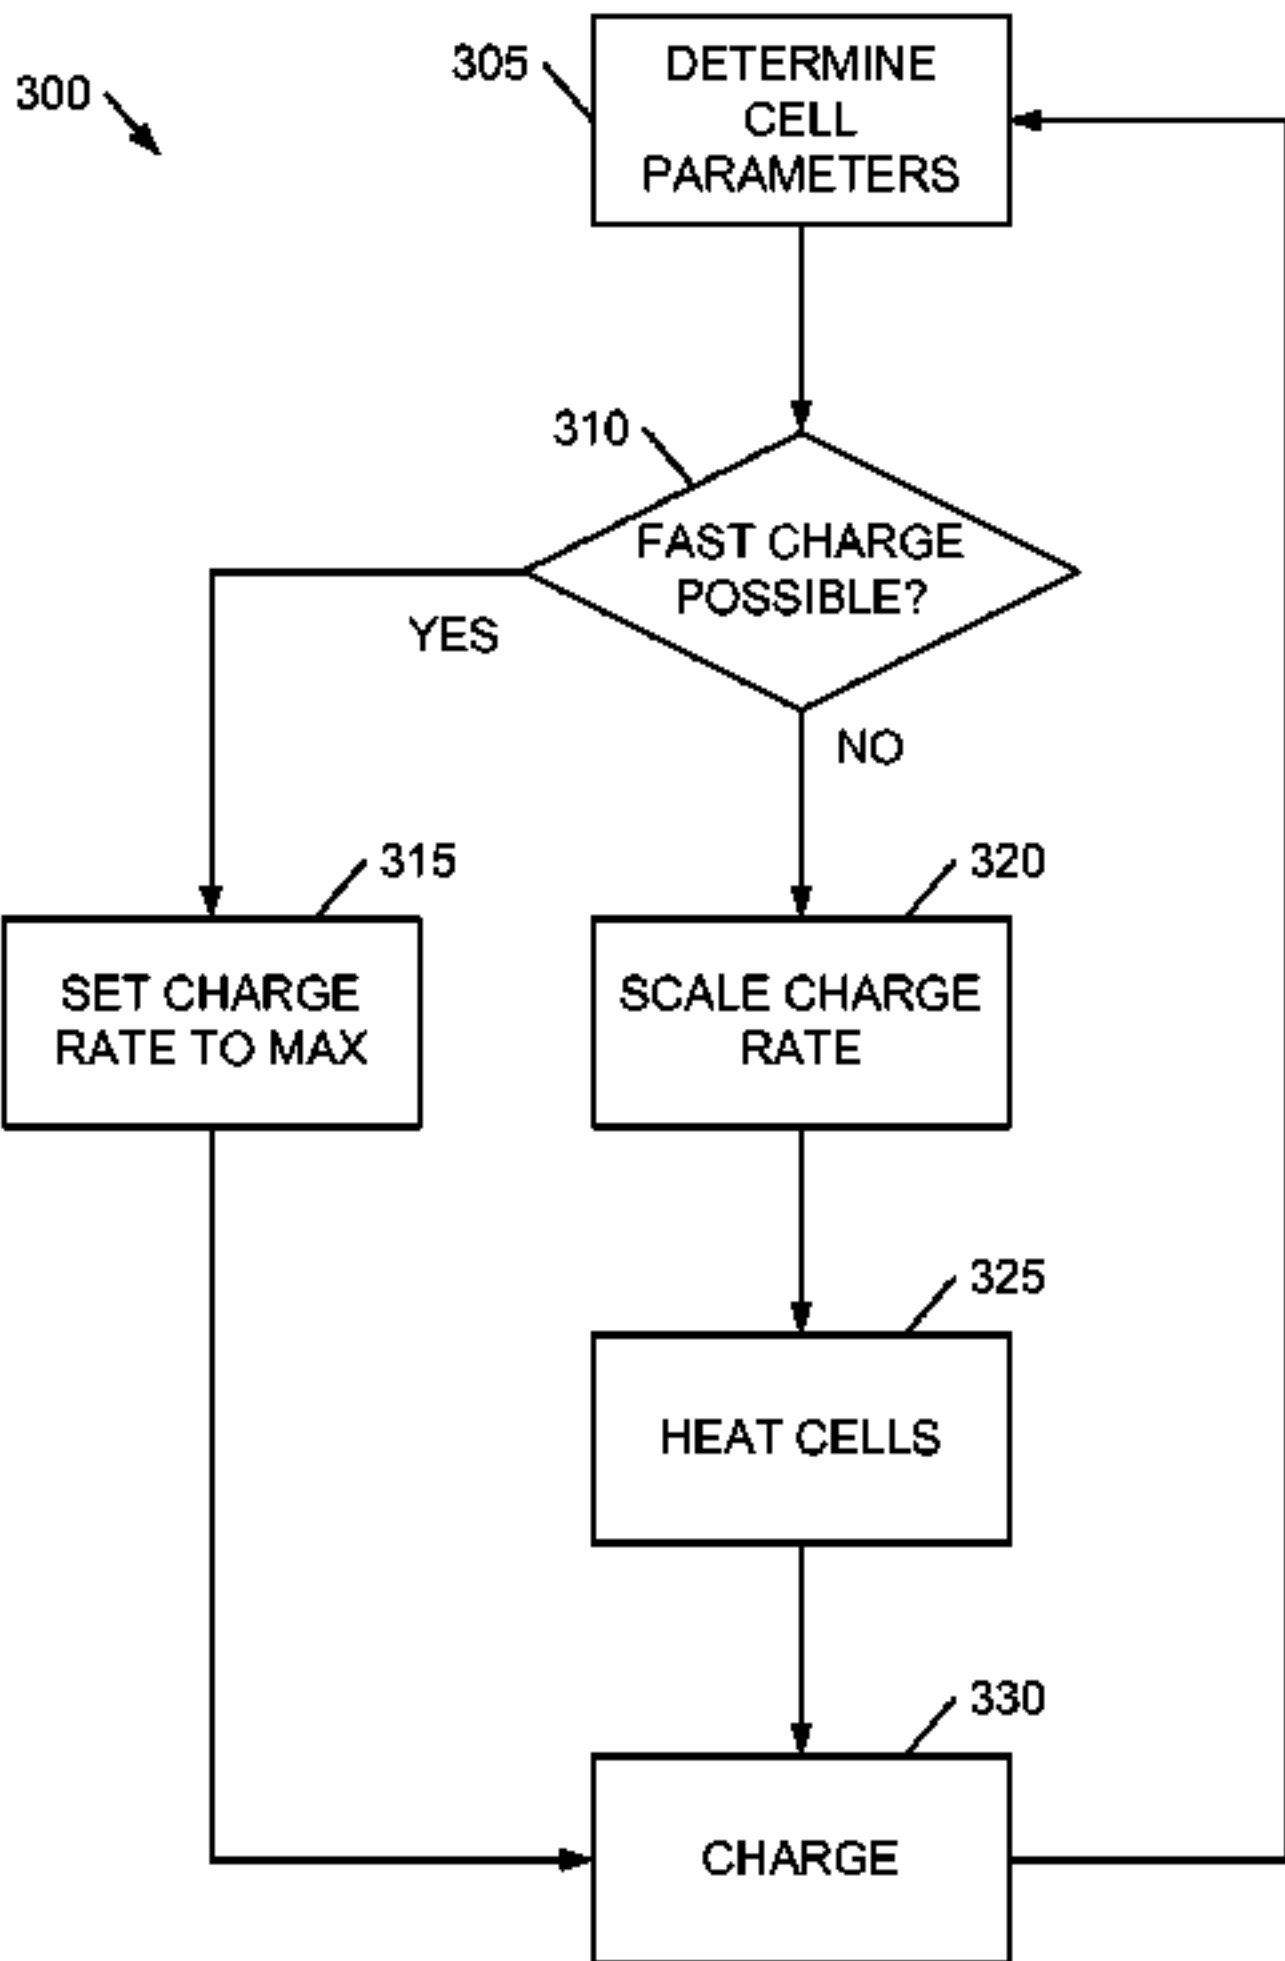 300
305
DETERMINE
CELL
PARAMETERS
310
FAST CHARGE
POSSIBLE?
YES
NO
315
SET CHARGE
RATE TO MAX
320
SCALE CHARGE
RATE
325
HEAT CELLS
330
CHARGE